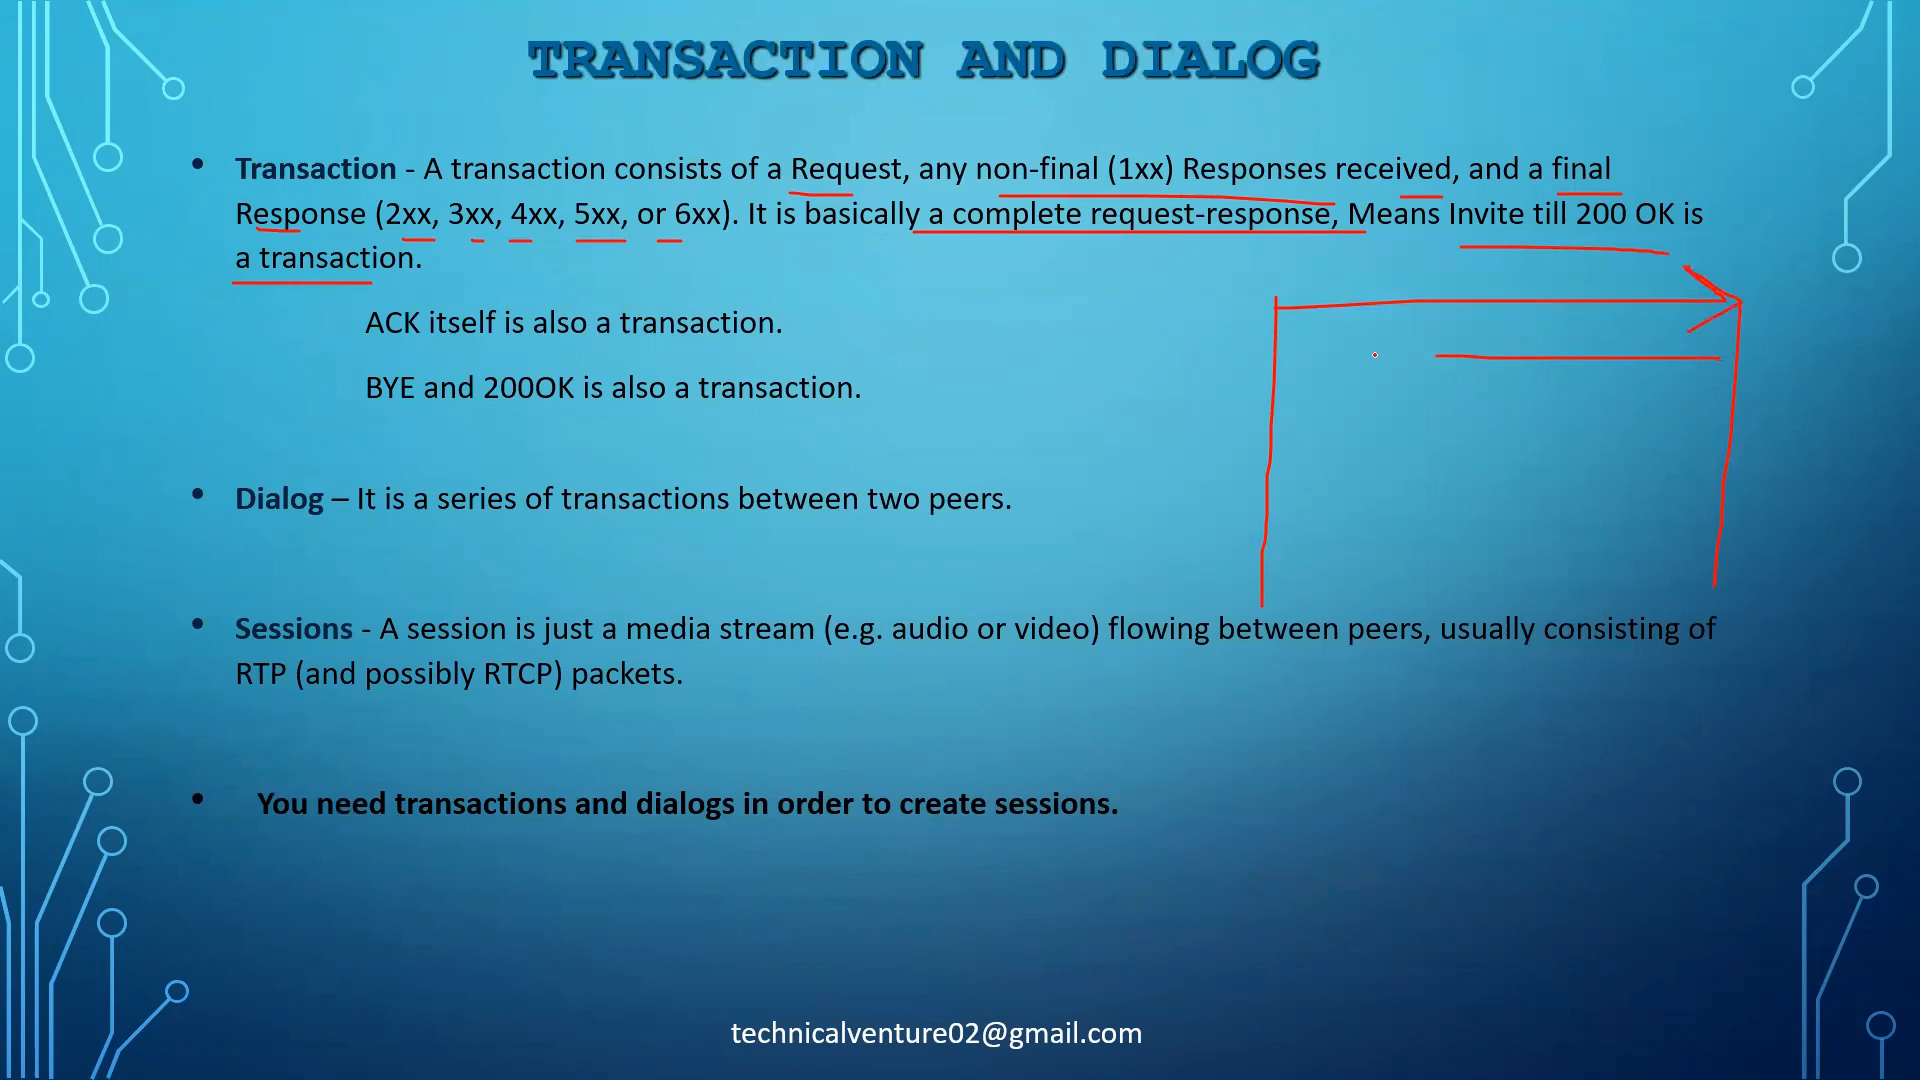 TRANSACTION AND DIALOG
• Transaction - A transaction consists of a Request, any non-final (1xx) Responses received, and a final
Response (2xx, 3xx, 4xx, 5xx, or 6xx). It is basically a complete request-response, Means Invite till 200 OK is
a transaction.
ACK itself is also a transaction.
BYE and 200OK is also a transaction.
• Dialog – It is a series of transactions between two peers.
• Sessions - A session is just a media stream (e.g. audio or video) flowing between peers, usually consisting of
RTP (and possibly RTCP) packets.
• You need transactions and dialogs in order to create sessions.
technicalventure02@gmail.com